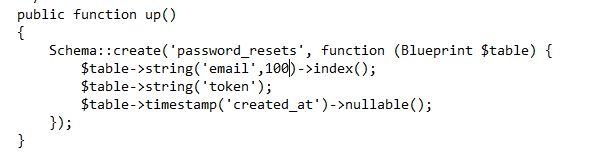 public function up()
{
    Schema::create('password_resets', function (Blueprint $table) {
        $table->string('email',100)->index();
        $table->string('token');
        $table->timestamp('created_at')->nullable();
    });
}